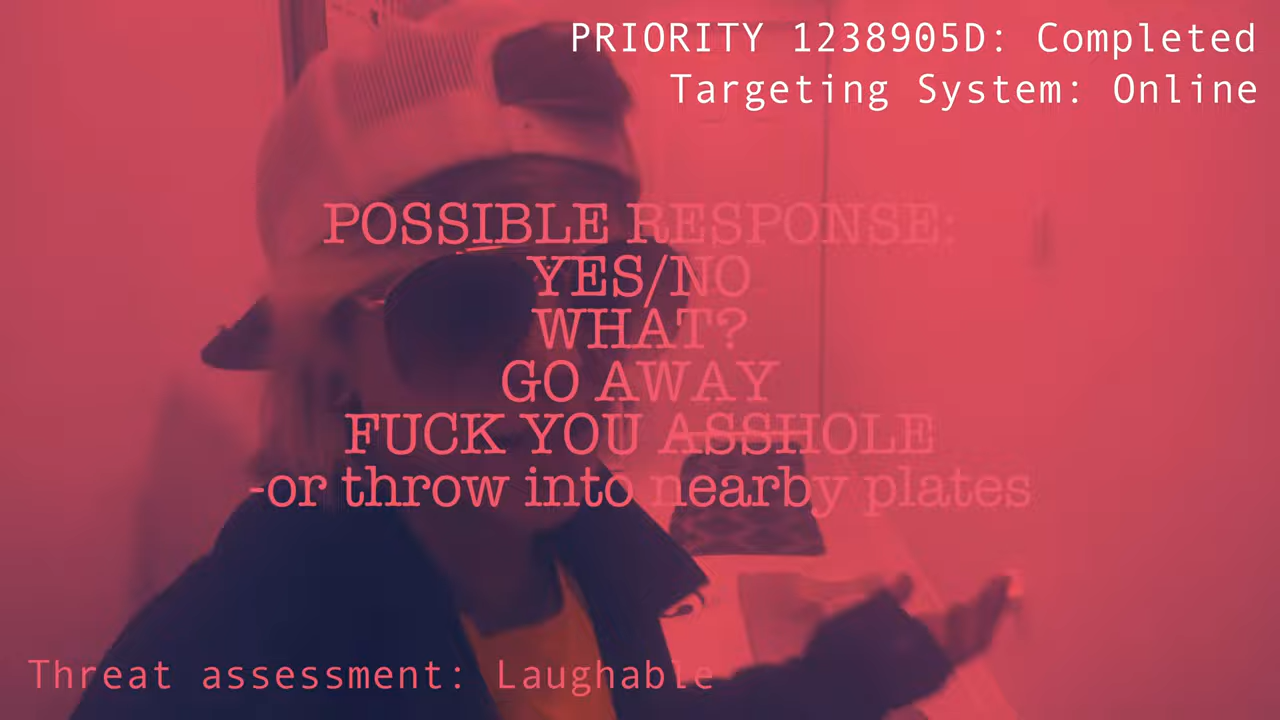 PRIORITY 1238905D: Completed
Targeting System: Online
POSSIBLE RESPONSE:
YES/NO
WHAT?
GO AWAY
FUCK YOU ASSHOLE
-or throw into nearby plates
Threat assessment: Laughable